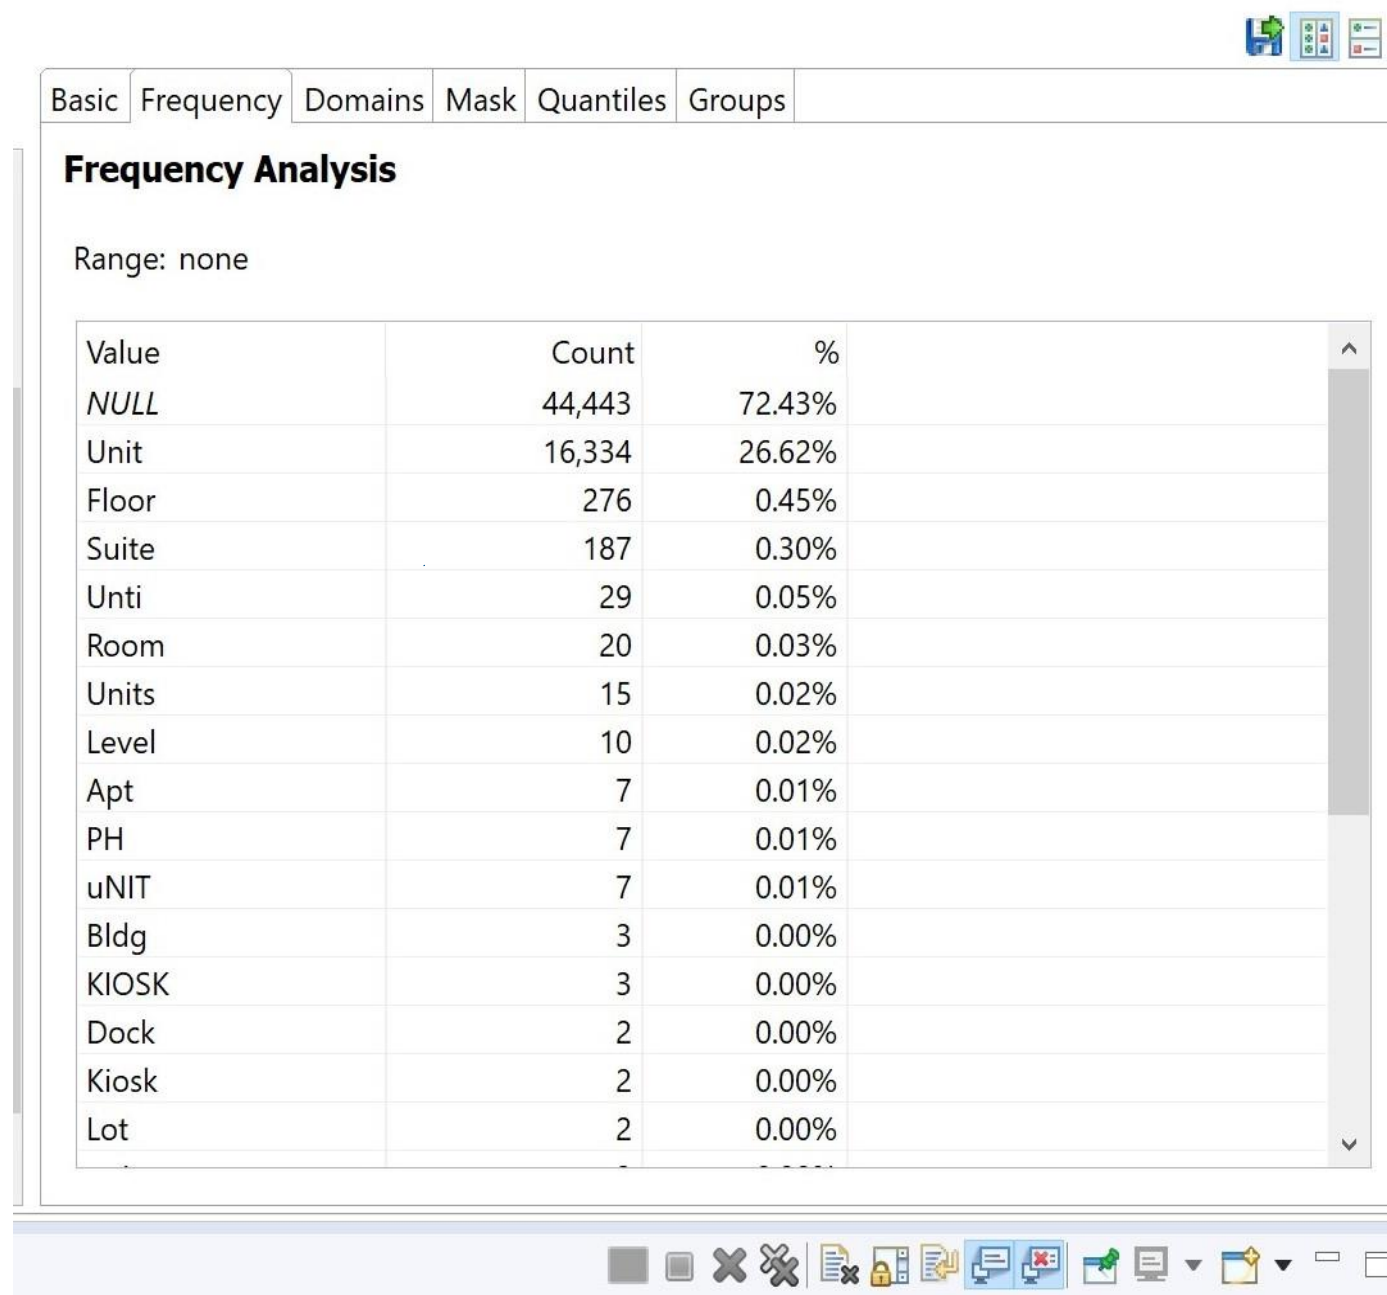 Basic Frequency Domains Mask Quantiles Groups
Frequency Analysis
Range: none
Value Count %
NULL 44,443 72.43%
Unit 16,334 26.62%
Floor 276 0.45%
Suite 187 0.30%
Unti 29 0.05%
Room 20 0.03%
Units 15 0.02%
Level 10 0.02%
Apt 7 0.01%
PH 7 0.01%
uNIT 7 0.01%
Bldg 3 0.00%
KIOSK 3 0.00%
Dock 2 0.00%
Kiosk 2 0.00%
Lot 2 0.00%